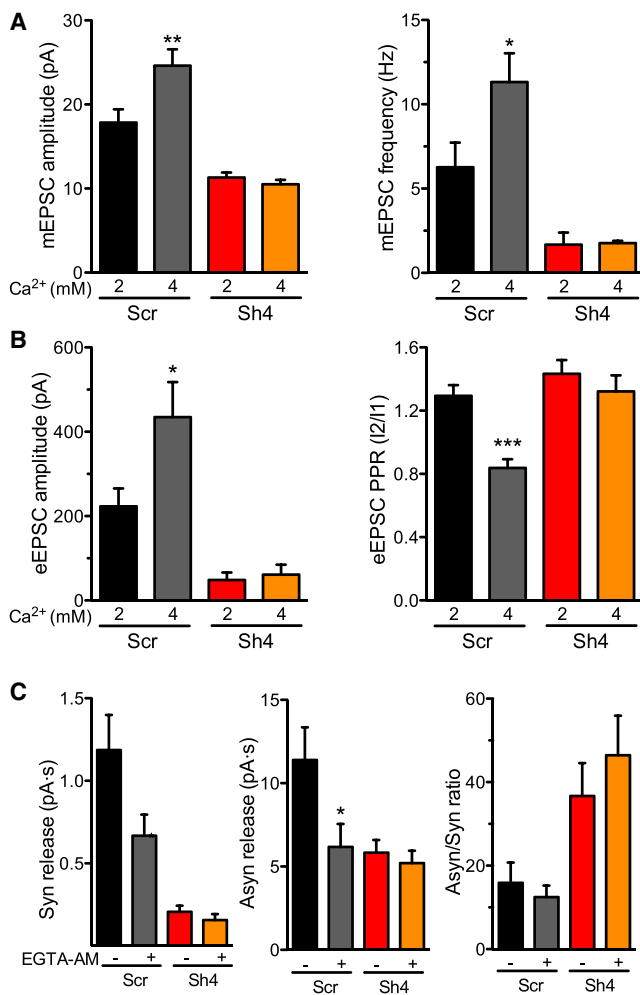 A
mEPSC amplitude (pA)
30
20
10
0
**
Ca2+ (mM)
2 4 2 4
Scr Sh4
mEPSC frequency (Hz)
15
10
5
0
*
2 4 2 4
Scr Sh4
B
eEPSC amplitude (pA)
600
400
200
0
*
Ca2+ (mM)
2 4 2 4
Scr Sh4
eEPSC PPR (I2/I1)
1.6
1.2
0.8
0.4
0.0
***
2 4 2 4
Scr Sh4
C
Syn release (pA·s)
1.5
1.0
0.5
EGTA-AM
- + - +
Scr Sh4
Asyn release (pA·s)
15
10
5
0
*
- + - +
Scr Sh4
Asyn/Syn ratio
60
40
20
0
- + - +
Scr Sh4